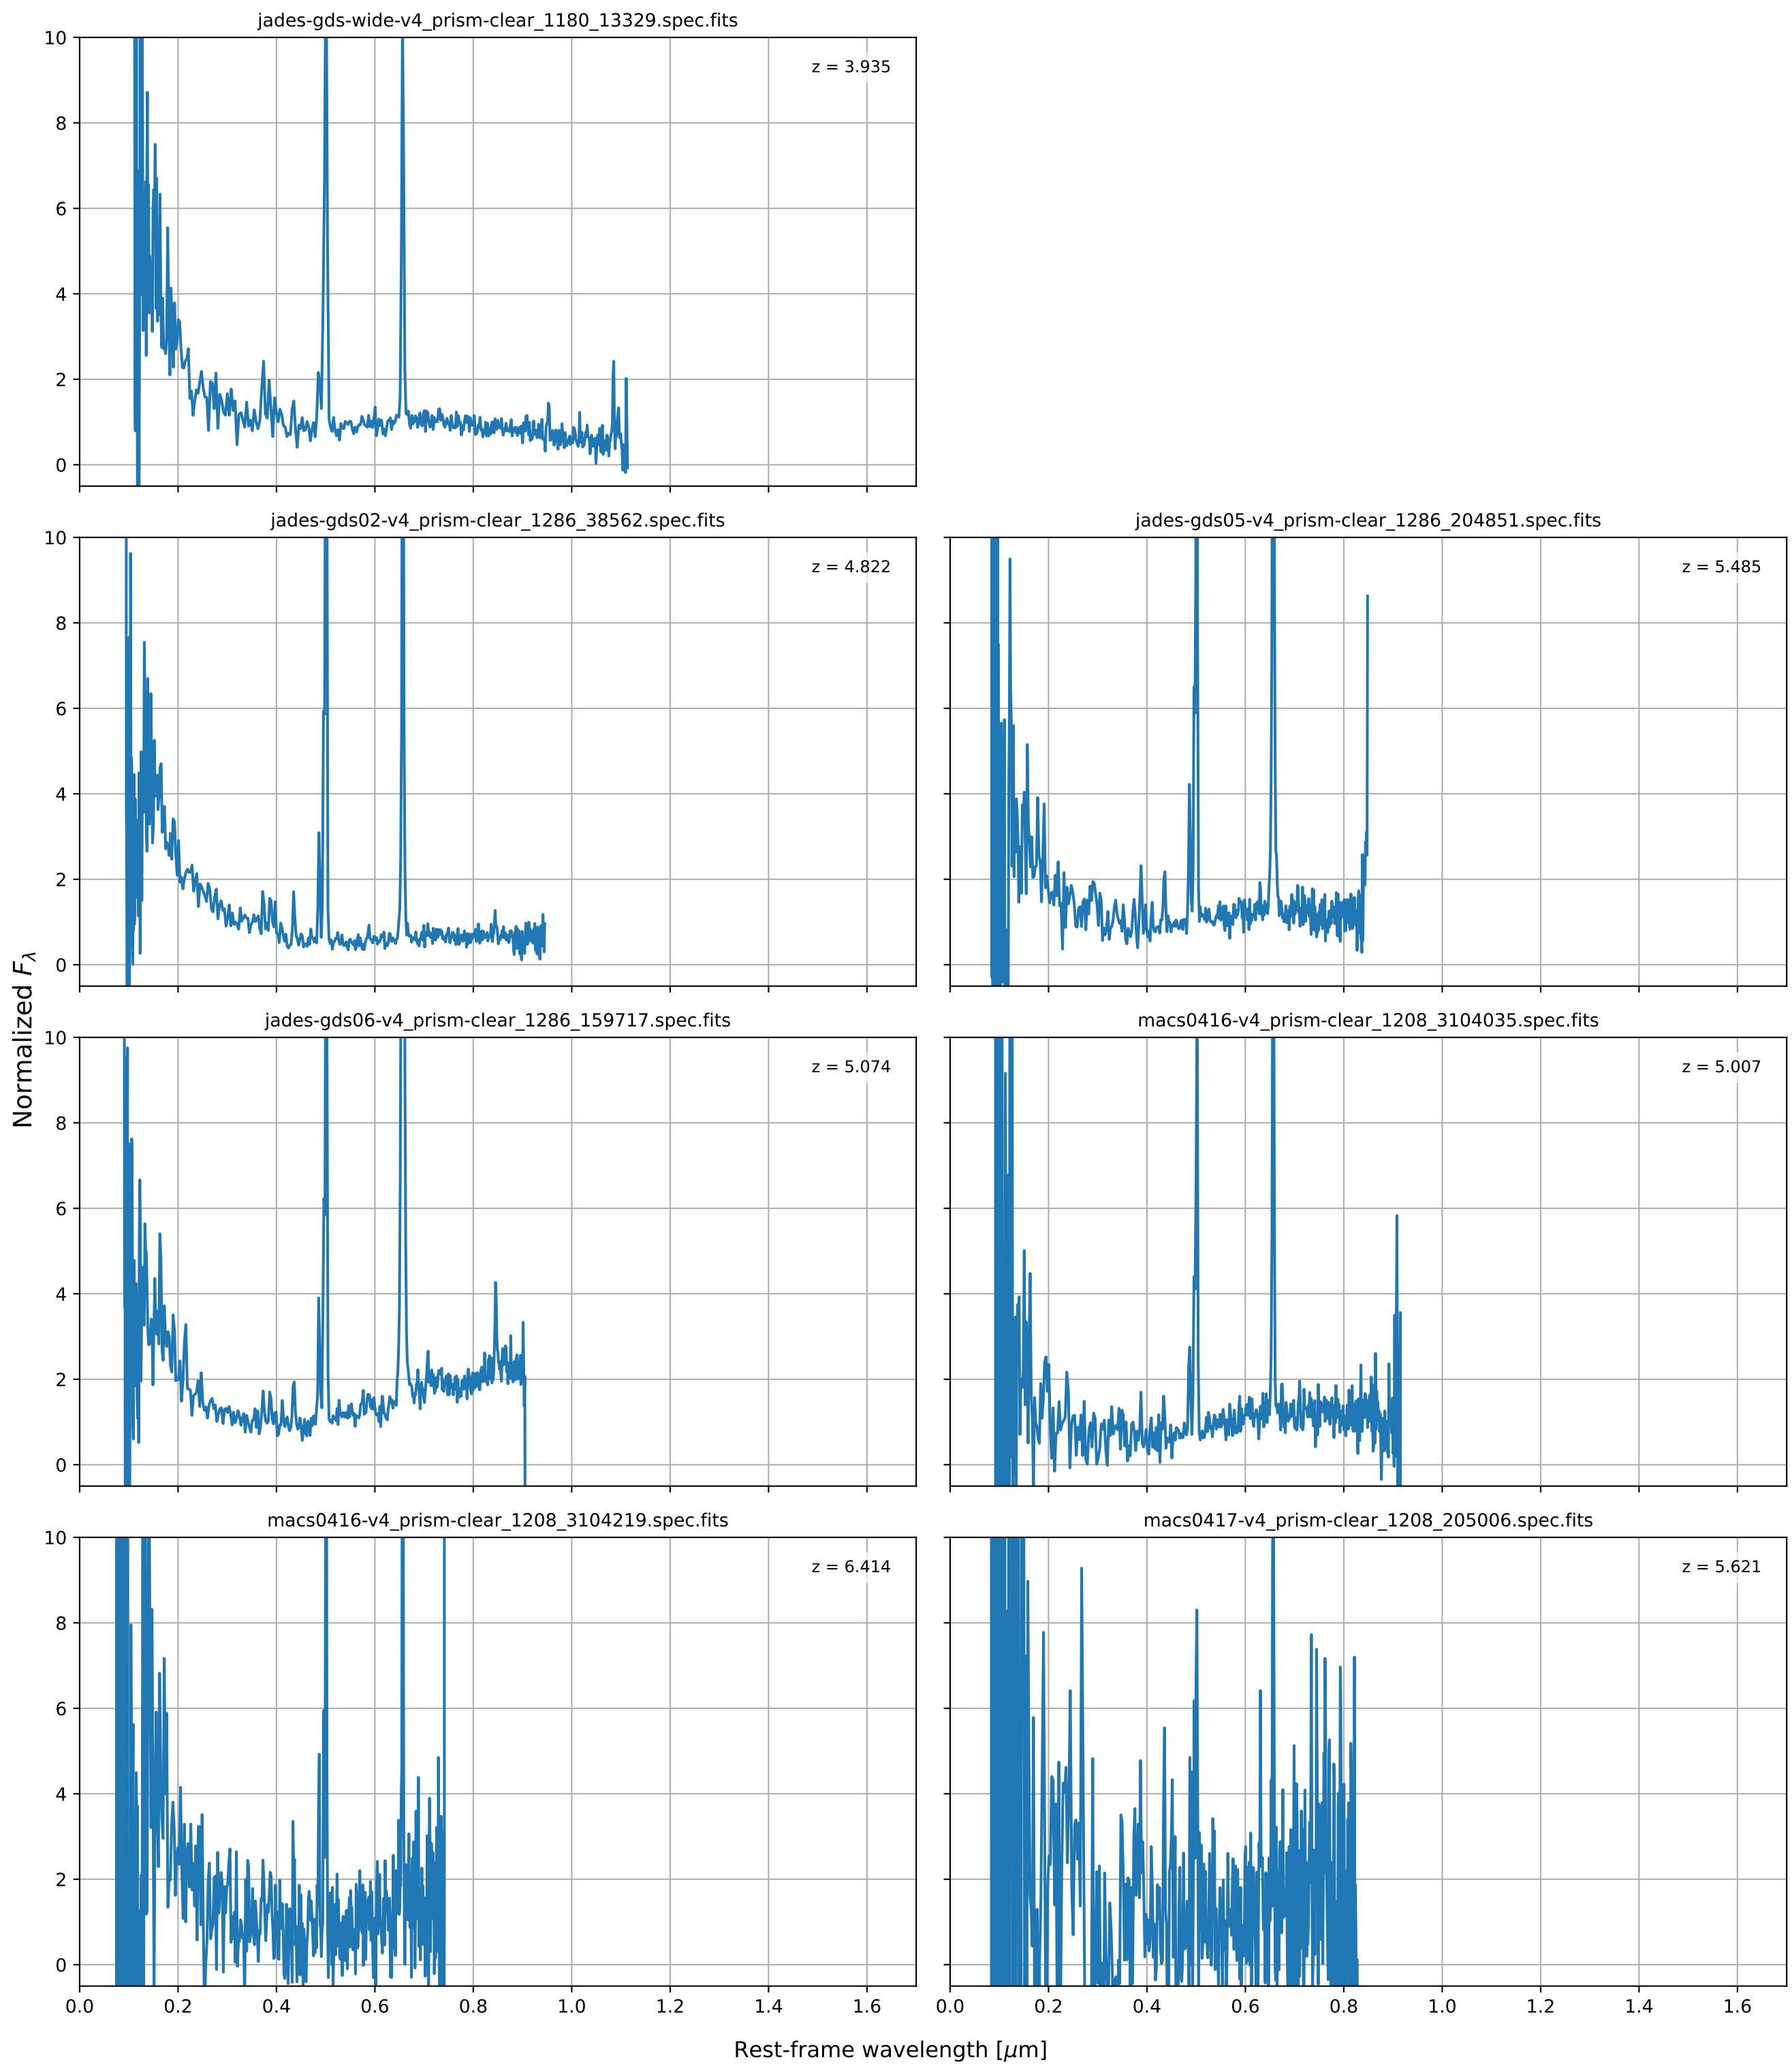 jades-gds-wide-v4_prism-clear_1180_13329.spec.fits
10
8
6
4
2
0
z = 3.935
jades-gds02-v4_prism-clear_1286_38562.spec.fits
10
8
6
4
2
0
z = 4.822
jades-gds05-v4_prism-clear_1286_204851.spec.fits
z = 5.485
Normalized Fλ
jades-gds06-v4_prism-clear_1286_159717.spec.fits
10
8
6
4
2
0
z = 5.074
macs0416-v4_prism-clear_1208_3104035.spec.fits
z = 5.007
macs0416-v4_prism-clear_1208_3104219.spec.fits
10
8
6
4
2
0
z = 6.414
0.0 0.2 0.4 0.6 0.8 1.0 1.2 1.4 1.6
macs0417-v4_prism-clear_1208_205006.spec.fits
z = 5.621
0.0 0.2 0.4 0.6 0.8 1.0 1.2 1.4 1.6
Rest-frame wavelength [μm]